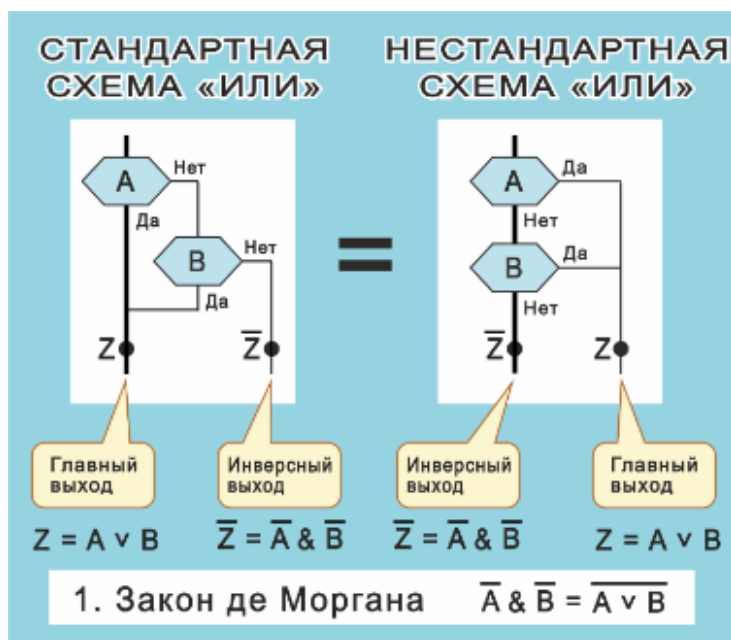 СТАНДАРТНАЯ
СХЕМА «ИЛИ»
A
Нет
Да
B
Нет
Да
Z
Z̅
Главный
выход
Инверсный
выход
Z = A v B
Z̅ = A̅ & B̅
=
НЕСТАНДАРТНАЯ
СХЕМА «ИЛИ»
A
Да
Нет
B
Да
Нет
Z̅
Z
Инверсный
выход
Главный
выход
Z̅ = A̅ & B̅
Z = A v B
1. Закон де Моргана A̅ & B̅ = A̅ ̅v̅ ̅B̅